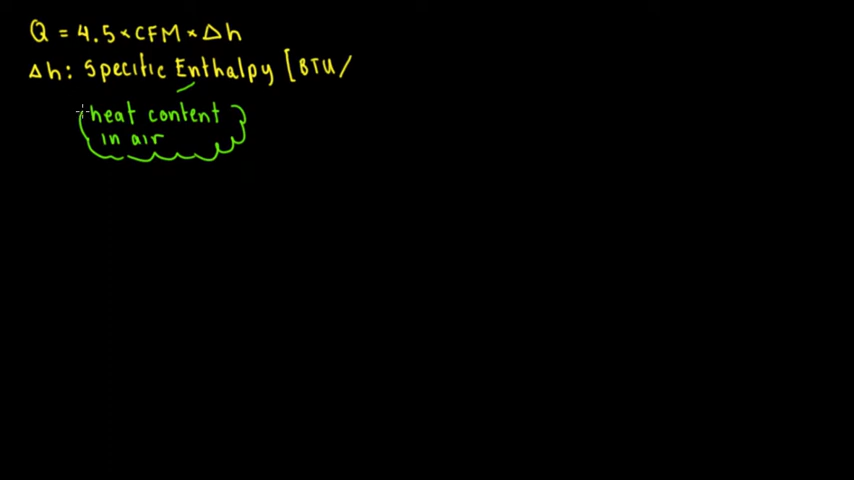 Q = 4.5 * CFM * Δh
Δh: Specific Enthalpy [BTU/
heat content
in air